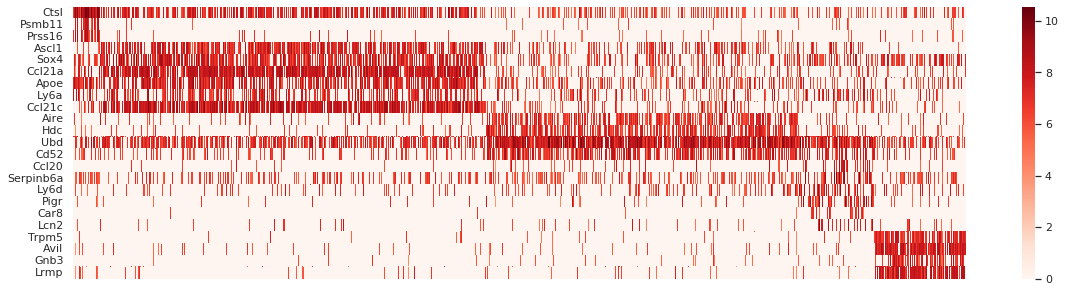 Ctsl
Psmb11
Prss16
Ascl1
Sox4
Ccl21a
Apoe
Ly6a
Ccl21c
Aire
Hdc
Ubd
Cd52
Ccl20
Serpinb6a
Ly6d
Pigr
Car8
Lcn2
Trpm5
Avil
Gnb3
Lrmp
10
8
6
4
2
0